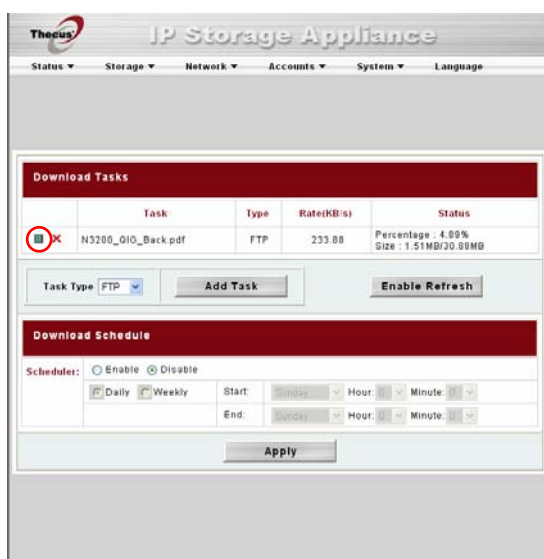 Thecus
IP Storage Appliance
Status Storage Network Accounts System Language
Download Tasks
Task Type Rate(KB/s) Status
N3200_QIG_Back.pdf FTP 233.88 Percentage : 4.89%
Size : 1.51MB/30.88MB
Task Type FTP Add Task Enable Refresh
Download Schedule
Scheduler: Enable Disable
Daily Weekly Start: Sunday Hour: 0 Minute: 0
End: Sunday Hour: 0 Minute: 0
Apply